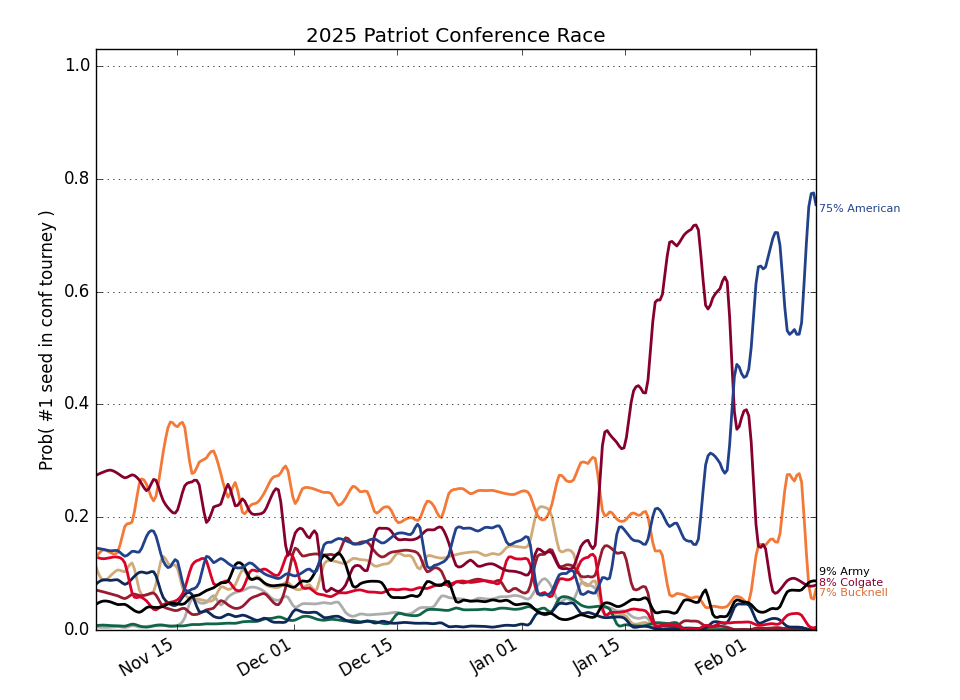 2025 Patriot Conference Race
Prob( #1 seed in conf tourney )
1.0
0.8
0.6
0.4
0.2
0.0
75% American
9% Army
8% Colgate
7% Bucknell
Nov 15
Dec 01
Dec 15
Jan 01
Jan 15
Feb 01